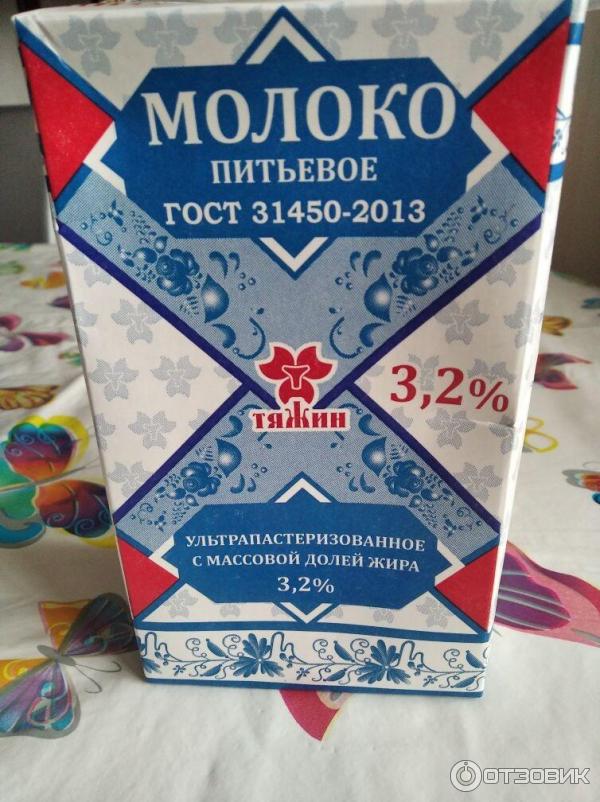 МОЛОКО
ПИТЬЕВОЕ
ГОСТ 31450-2013
ТЯЖИН
3,2%
УЛЬТРАПАСТЕРИЗОВАННОЕ
С МАССОВОЙ ДОЛЕЙ ЖИРА
3,2%
ОТЗОВИК